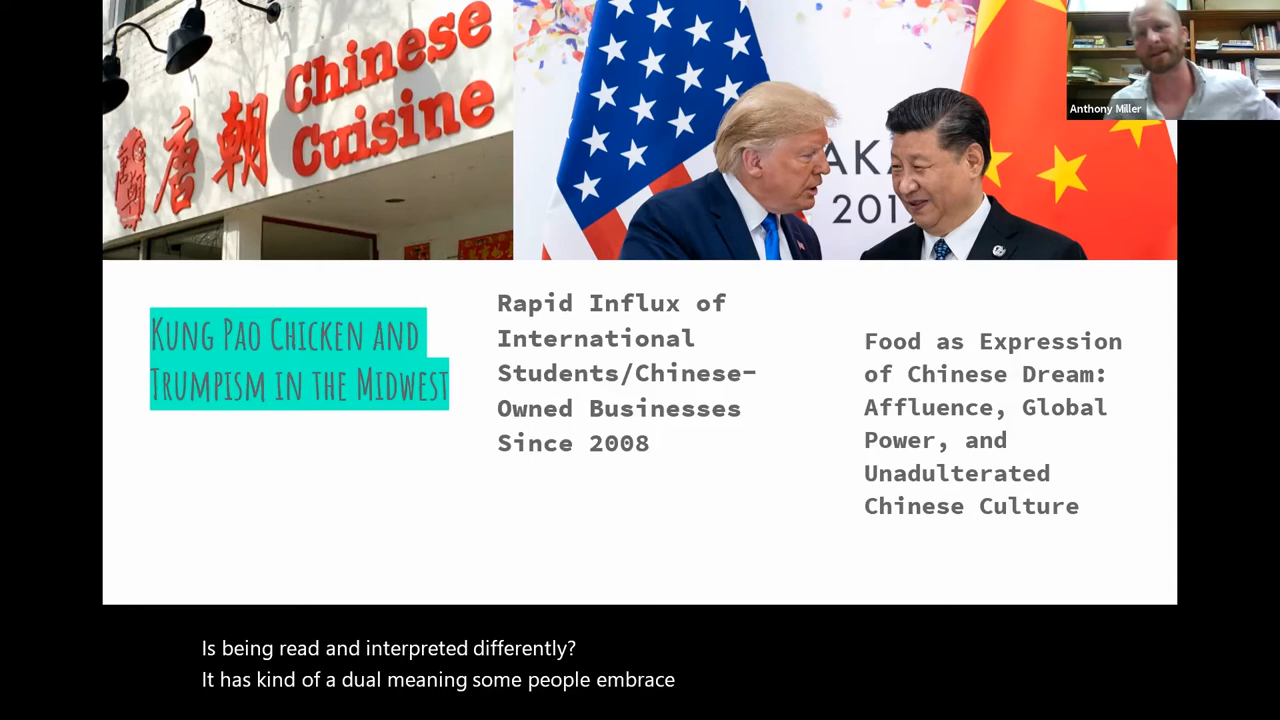 Chinese
Cuisine
唐朝
AKA
201
Anthony Miller
Kung Pao Chicken and
Trumpism in the Midwest
Rapid Influx of
International
Students/Chinese-
Owned Businesses
Since 2008
Food as Expression
of Chinese Dream:
Affluence, Global
Power, and
Unadulterated
Chinese Culture
Is being read and interpreted differently?
It has kind of a dual meaning some people embrace